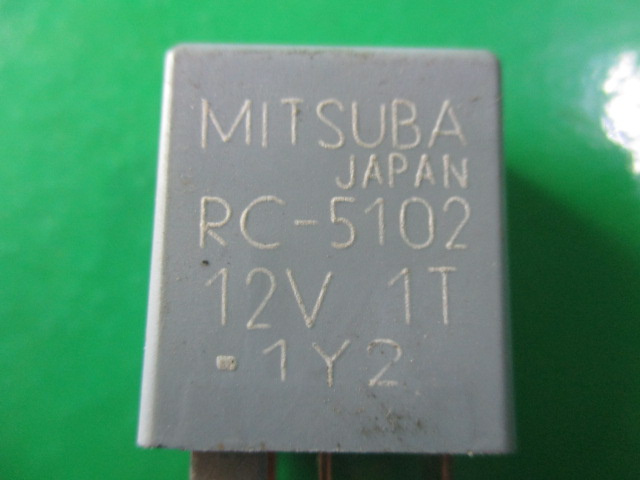 MITSUBA
JAPAN
RC-5102
12V 1T
1Y2